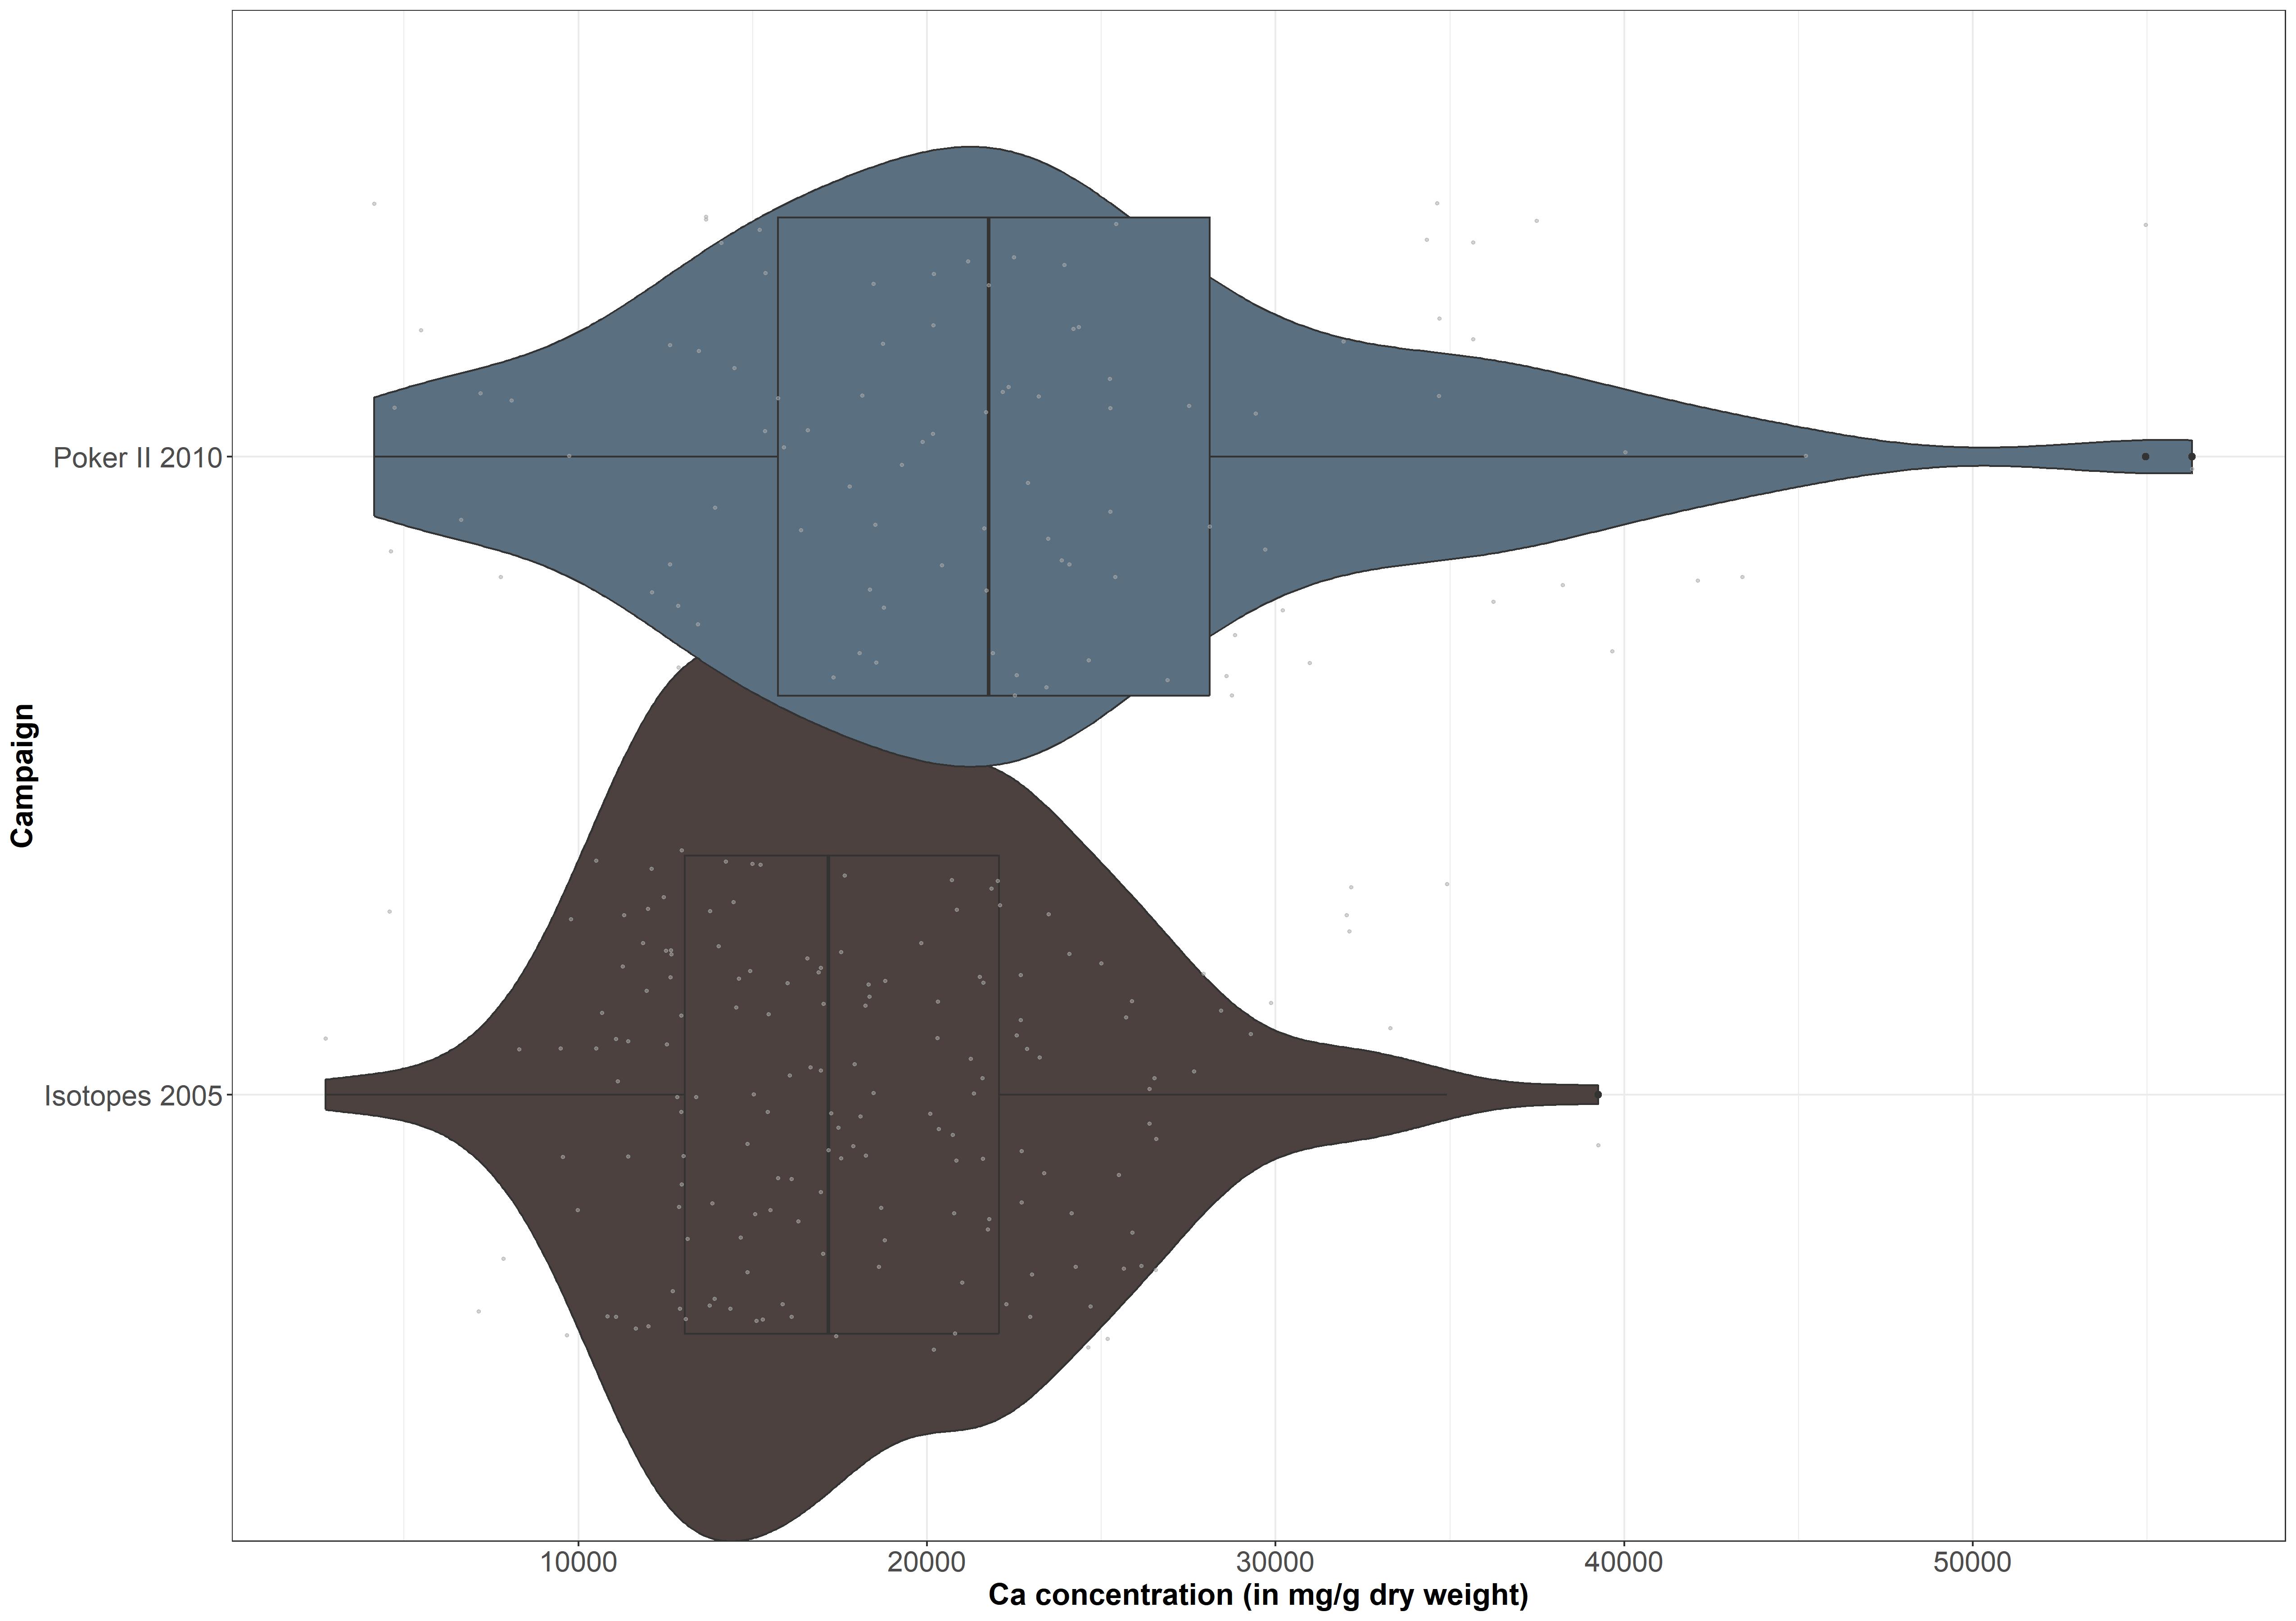 Campaign
Poker II 2010
Isotopes 2005
10000 20000 30000 40000 50000
Ca concentration (in mg/g dry weight)